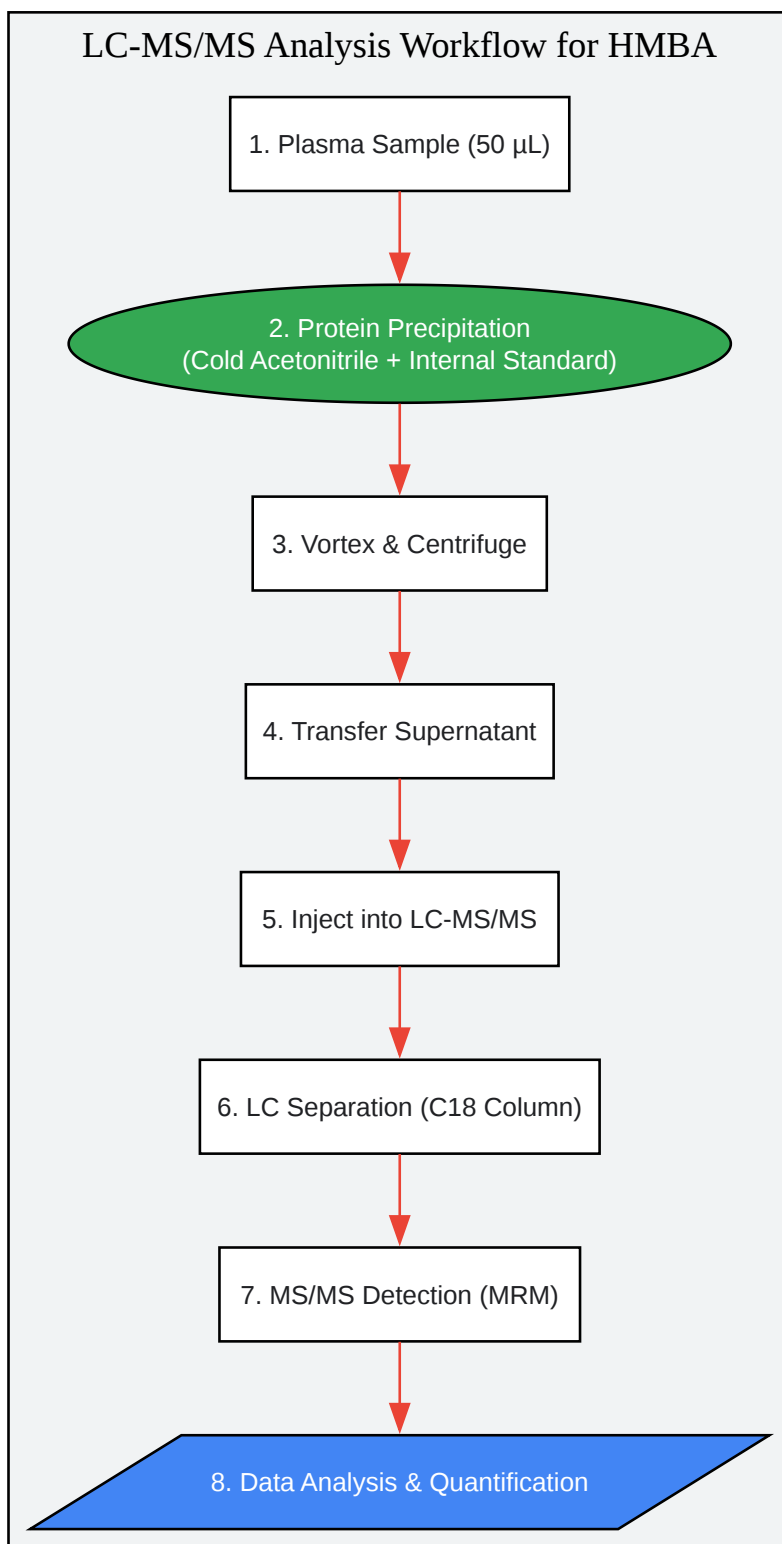 LC-MS/MS Analysis Workflow for HMBA
1. Plasma Sample (50 µL)
2. Protein Precipitation
(Cold Acetonitrile + Internal Standard)
3. Vortex & Centrifuge
4. Transfer Supernatant
5. Inject into LC-MS/MS
6. LC Separation (C18 Column)
7. MS/MS Detection (MRM)
8. Data Analysis & Quantification